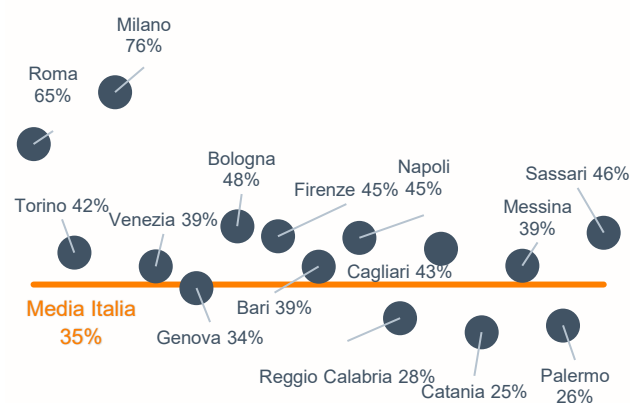 Milano
76%
Roma
65%
Bologna
48%
Napoli
45%
Firenze 45%
Sassari 46%
Torino 42%
Venezia 39%
Messina
39%
Cagliari 43%
Media Italia
35%
Bari 39%
Genova 34%
Reggio Calabria 28%
Catania 25%
Palermo
26%